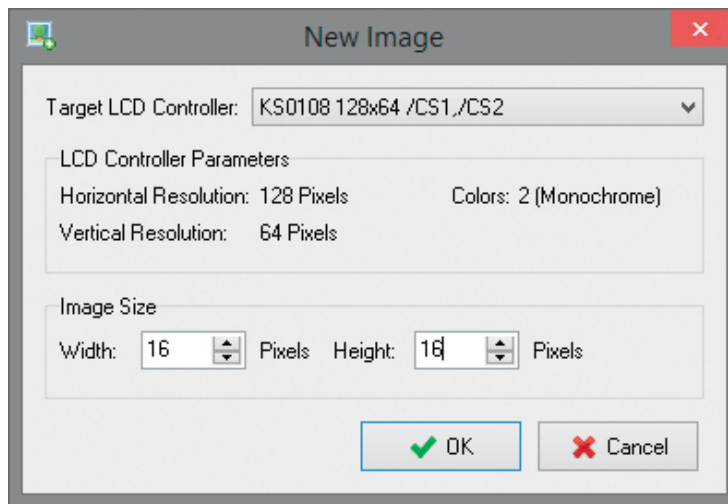 New Image
Target LCD Controller: KS0108 128x64 /CS1,/CS2
LCD Controller Parameters
Horizontal Resolution: 128 Pixels Colors: 2 (Monochrome)
Vertical Resolution: 64 Pixels
Image Size
Width: 16 Pixels Height: 16 Pixels
OK Cancel